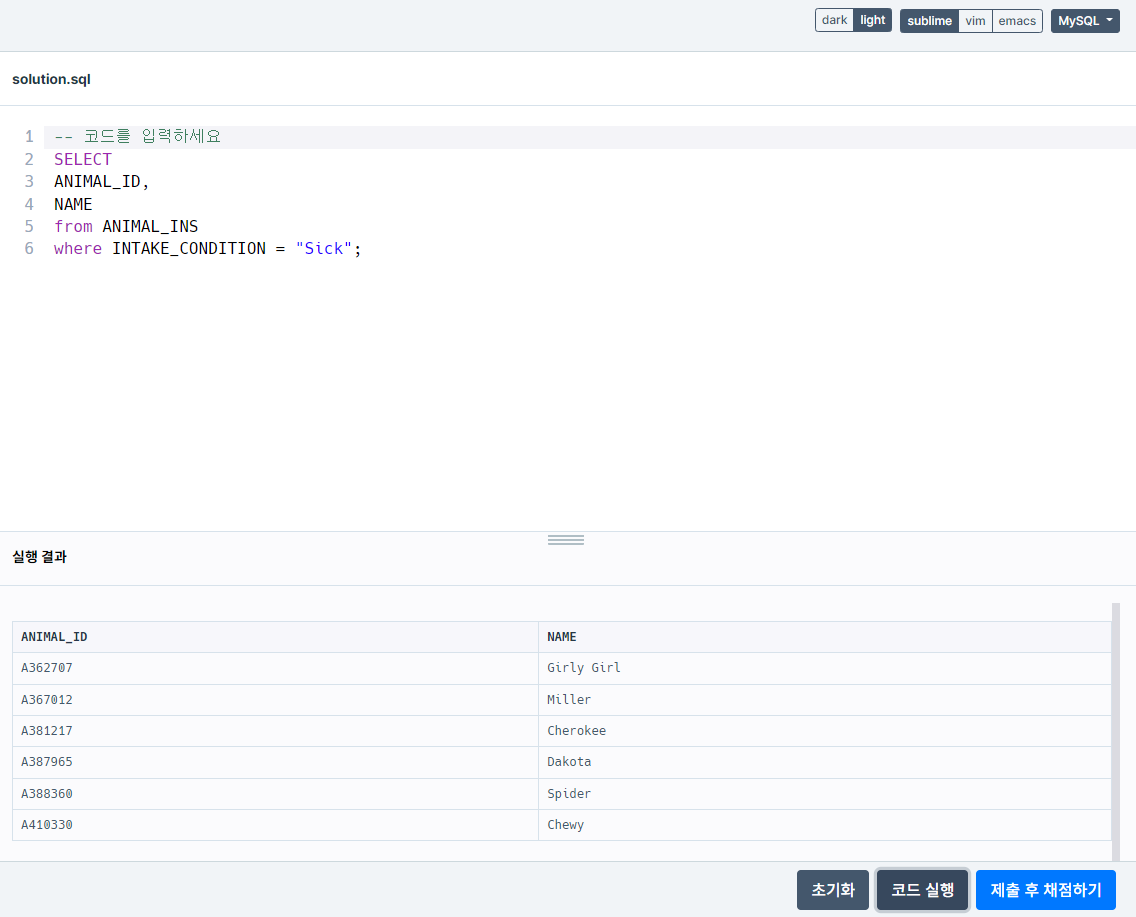 dark light sublime vim emacs MySQL
solution.sql
1 -- 코드를 입력하세요
2 SELECT
3 ANIMAL_ID,
4 NAME
5 from ANIMAL_INS
6 where INTAKE_CONDITION = "Sick";
실행 결과
ANIMAL_ID NAME
A362707 Girly Girl
A367012 Miller
A381217 Cherokee
A387965 Dakota
A388360 Spider
A410330 Chewy
초기화 코드 실행 제출 후 채점하기